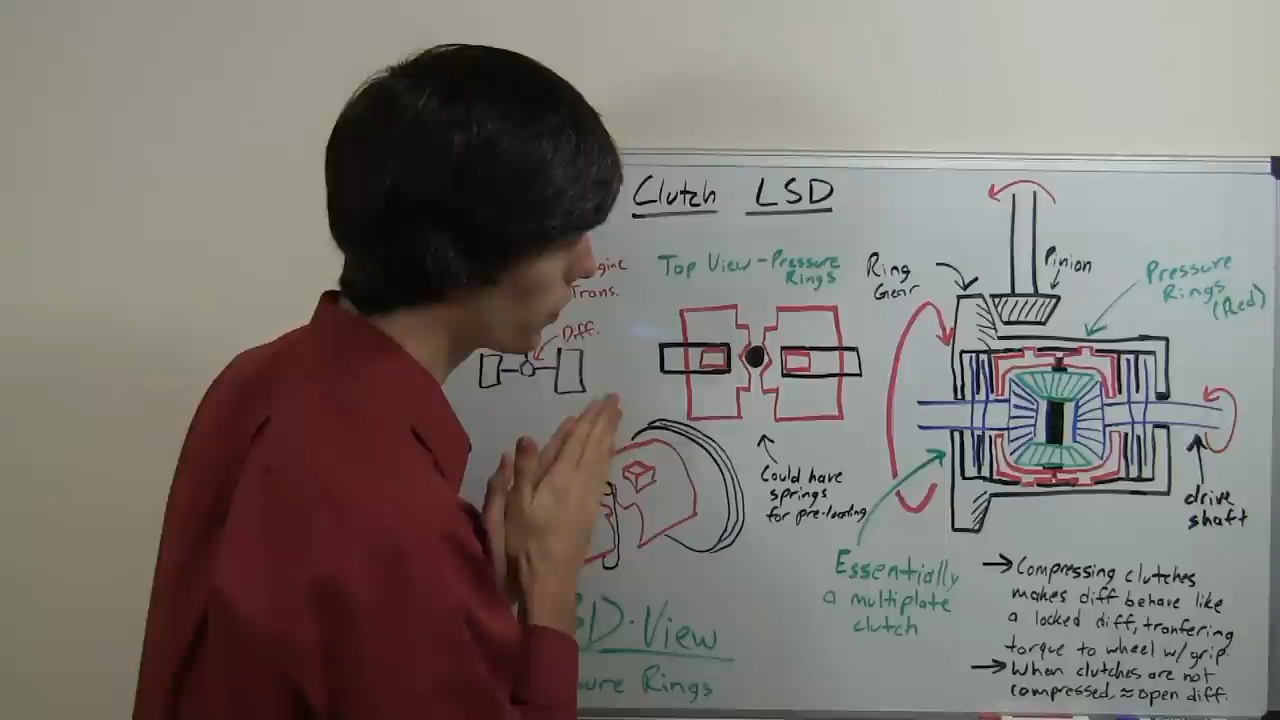 Clutch LSD
Trans.
Diff.
Top View - Pressure
Rings
Could have
springs
for pre-loading
Ring
Gear
Pinion
Pressure
Rings
(Red)
drive
shaft
Essentially
a multiplate
clutch
→ Compressing clutches
makes diff behave like
a locked diff, tranfering
torque to wheel w/ grip
→ When clutches are not
compressed, ≈ open diff.
View
Rings